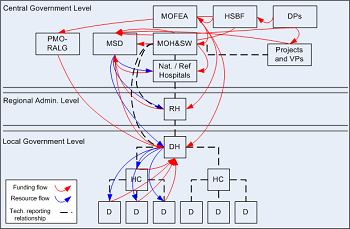 Central Government Level
MOFEA
HSBF
DPs
PMO-
RALG
MSD
MOH&SW
Projects
and VPs
Nat. / Ref
Hospitals
Regional Admin. Level
RH
Local Government Level
DH
HC
HC
Funding flow
Resource flow
Tech. reporting
relationship
D
D
D
D
D
D